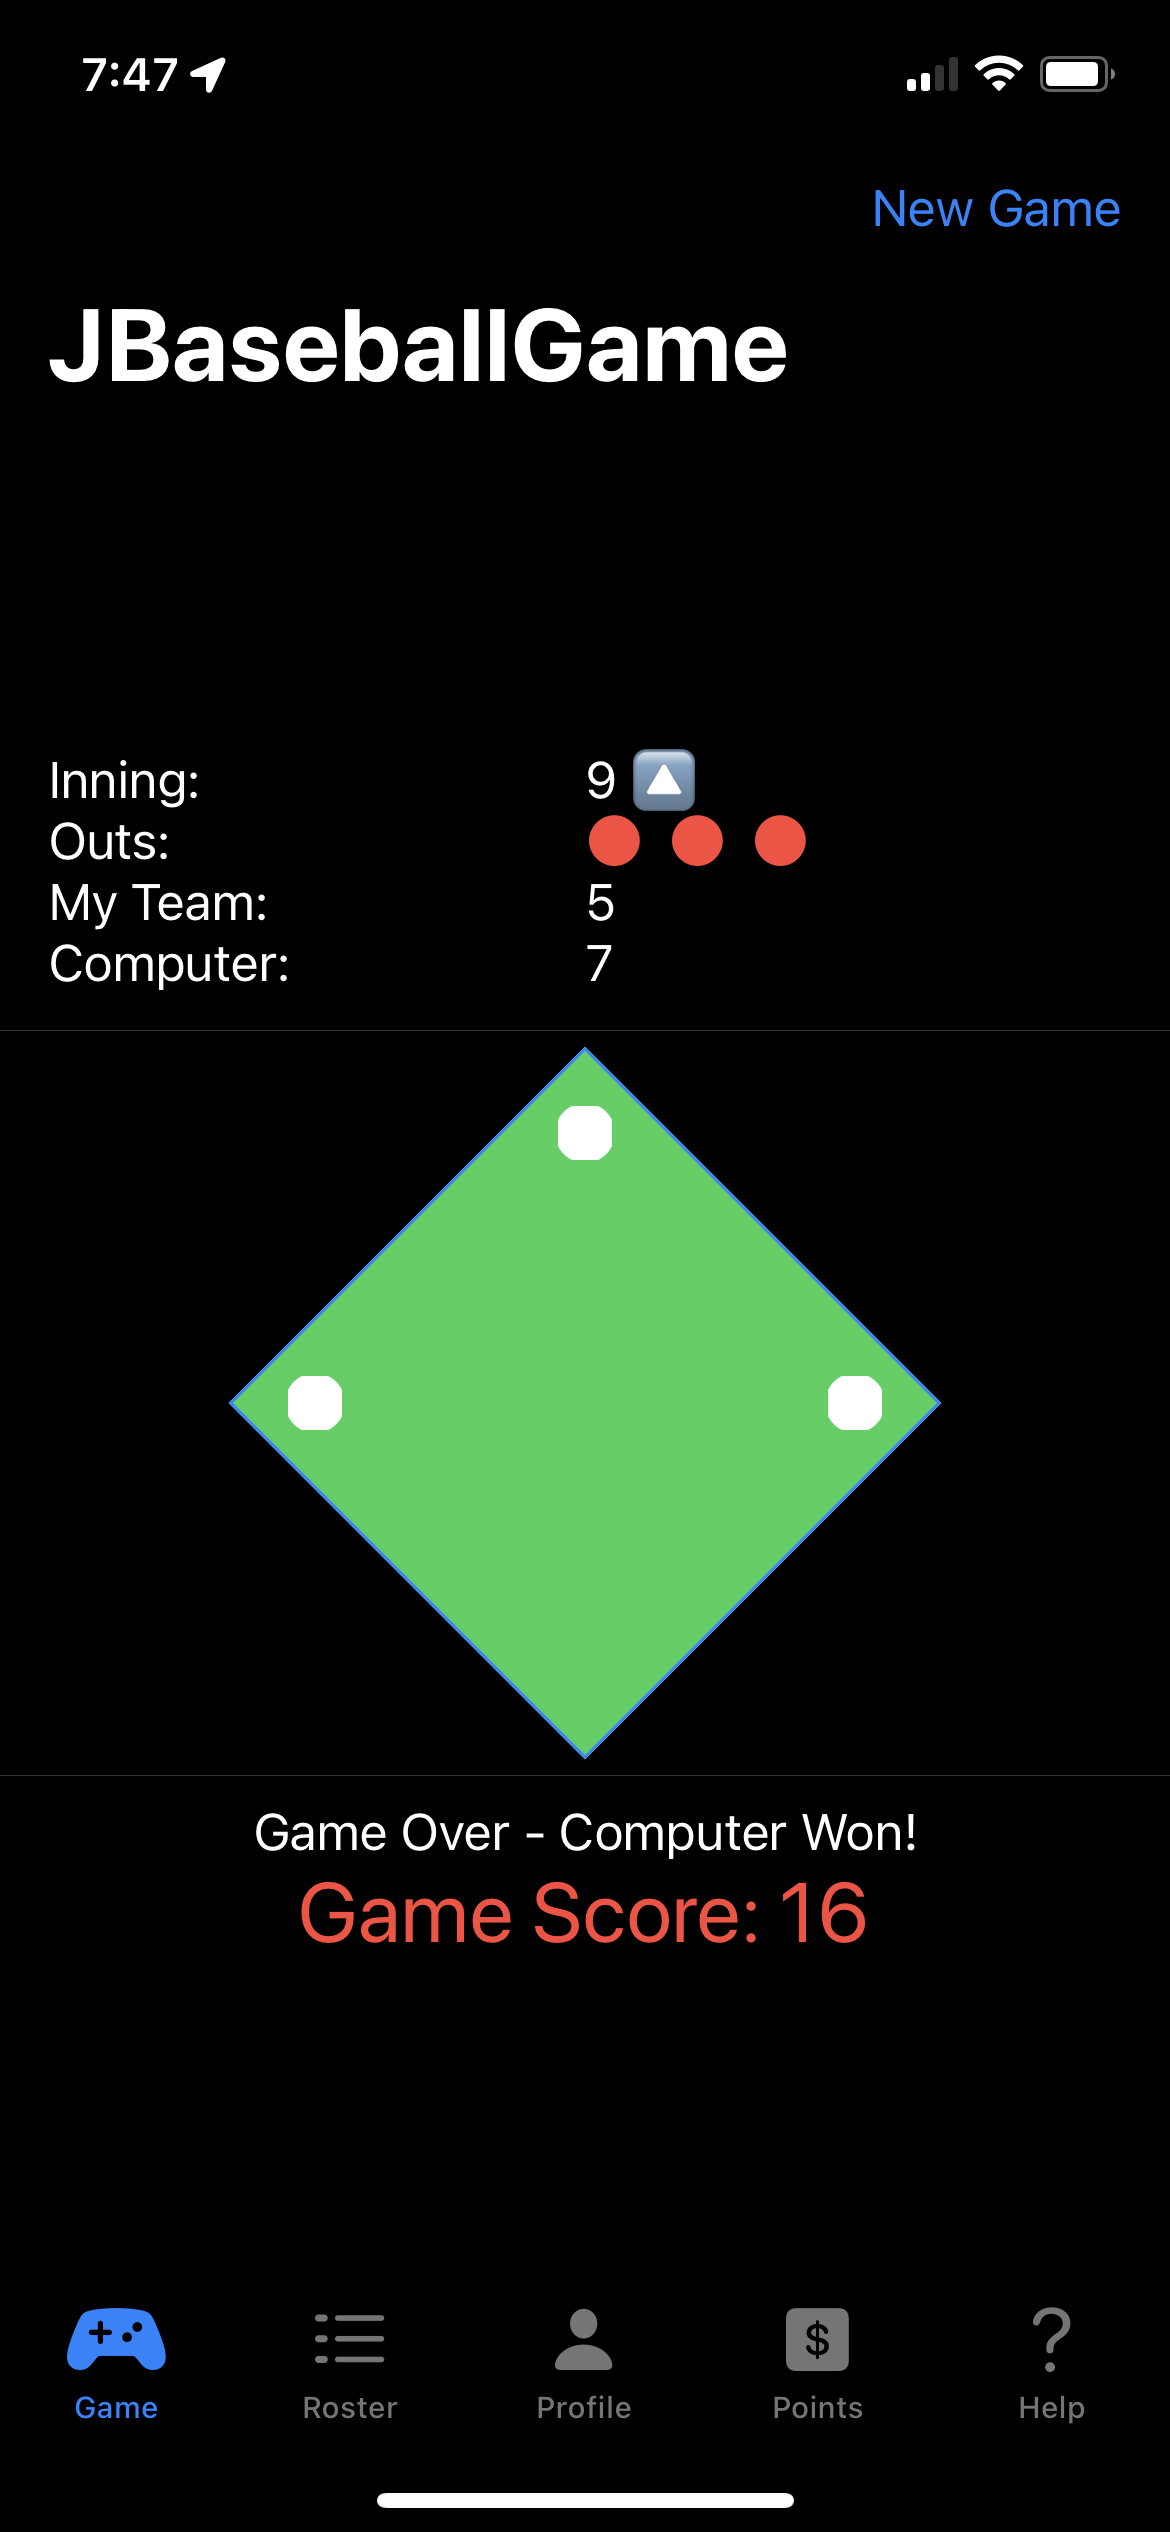 7:47
New Game
JBaseballGame
Inning: 9 🔼
Outs:
My Team: 5
Computer: 7
Game Over - Computer Won!
Game Score: 16
$
Game Roster Profile Points Help